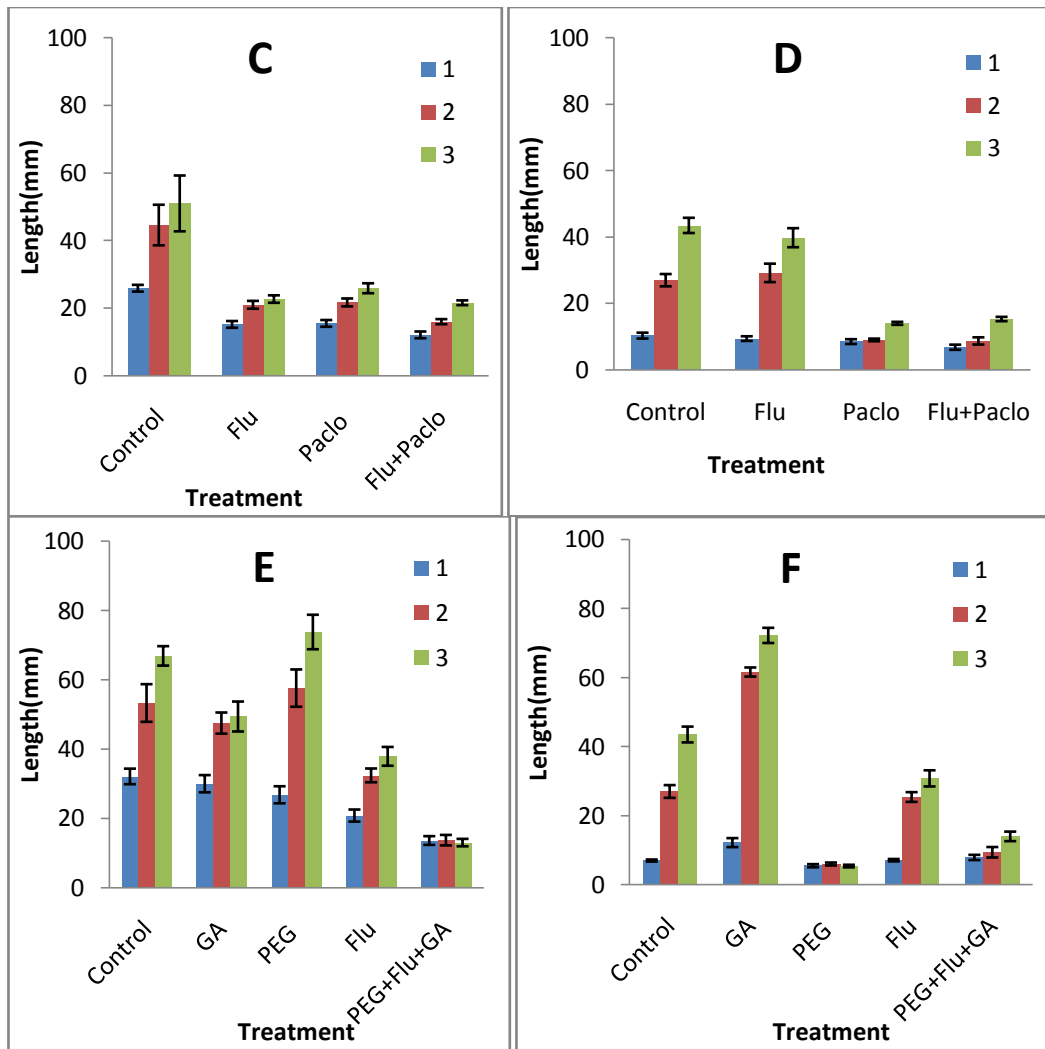 C
Length(mm)
100
80
60
40
20
0
1
2
3
Control
Flu
Paclo
Flu+Paclo
Treatment
D
Length(mm)
100
80
60
40
20
0
1
2
3
Control Flu Paclo Flu+Paclo
Treatment
E
Length(mm)
100
80
60
40
20
0
1
2
3
Control
GA
PEG
Flu
PEG+Flu+GA
Treatment
F
Length(mm)
100
80
60
40
20
0
1
2
3
Control
GA
PEG
Flu
PEG+Flu+GA
Treatment